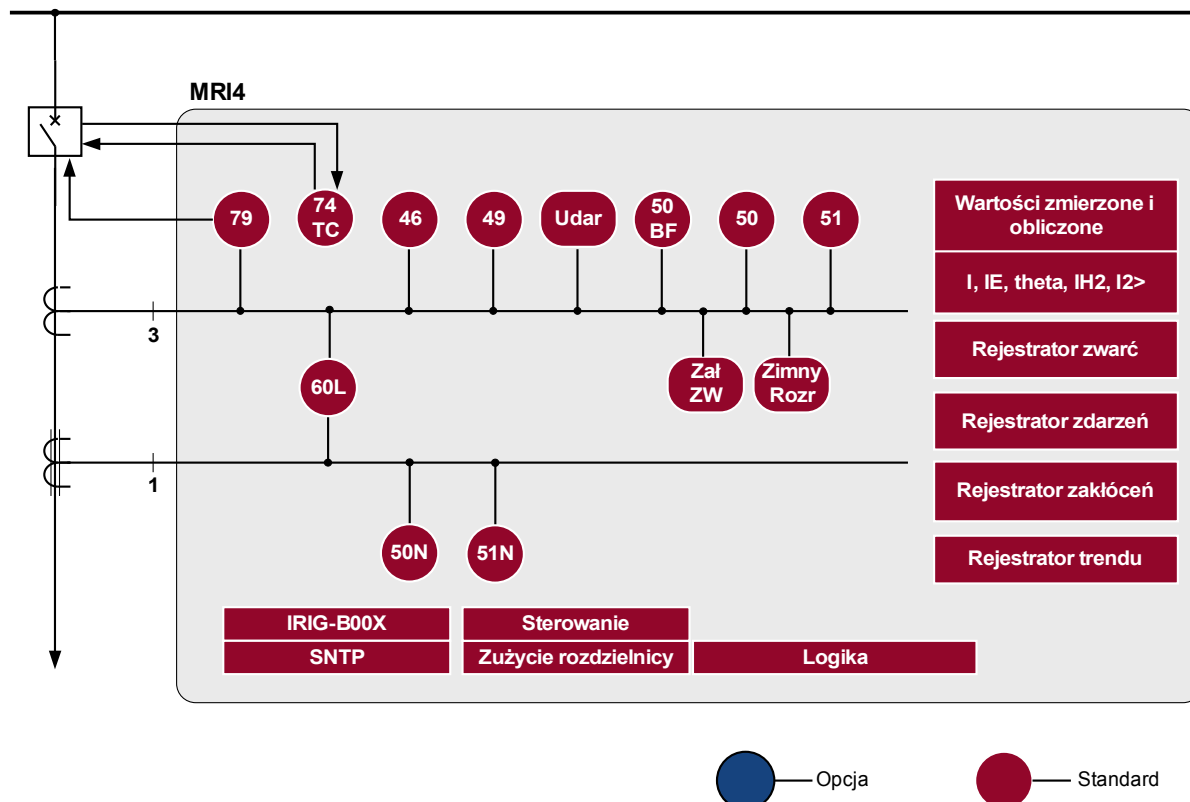 MRI4
79
74
TC
46
49
Udar
50
BF
50
51
Wartości zmierzone i
obliczone
I, IE, theta, IH2, I2>
3
60L
Zał
ZW
Zimny
Rozr
Rejestrator zwarć
Rejestrator zdarzeń
1
Rejestrator zakłóceń
50N
51N
Rejestrator trendu
IRIG-B00X
Sterowanie
SNTP
Zużycie rozdzielnicy
Logika
Opcja
Standard